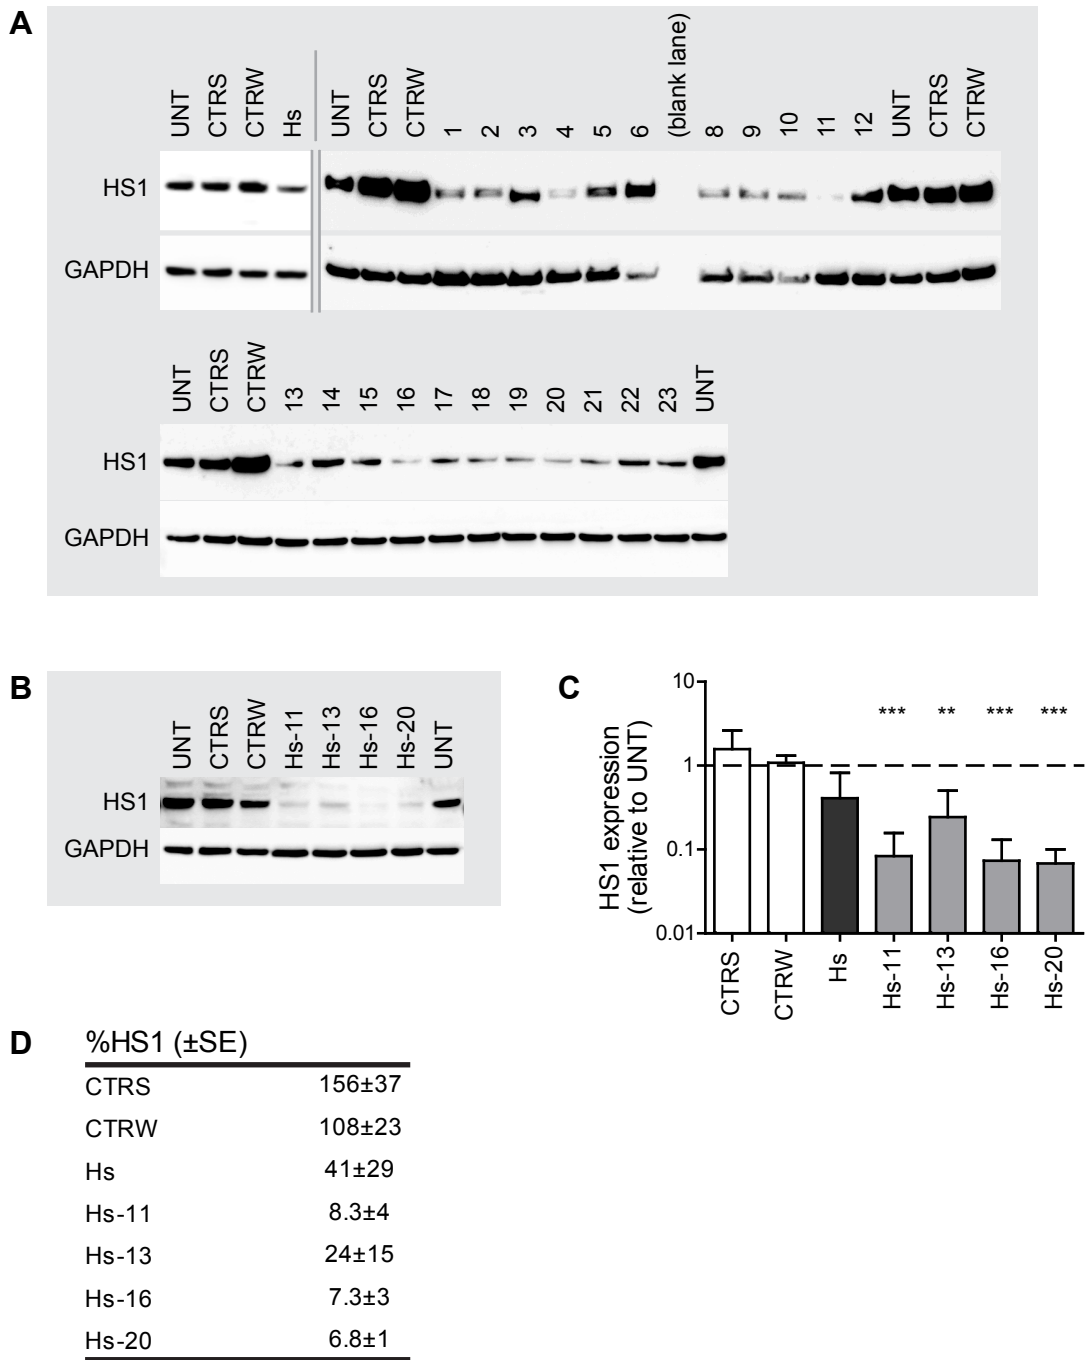 A
UNT CTRS CTRW Hs UNT CTRS CTRW 1 2 3 4 5 6 (blank lane) 8 9 10 11 12 UNT CTRS CTRW
HS1
GAPDH
UNT CTRS CTRW 13 14 15 16 17 18 19 20 21 22 23 UNT
HS1
GAPDH
B
UNT CTRS CTRW Hs-11 Hs-13 Hs-16 Hs-20 UNT
HS1
GAPDH
C
HS1 expression
(relative to UNT)
10
1
0.1
0.01
*** ** *** ***
CTRS CTRW Hs Hs-11 Hs-13 Hs-16 Hs-20
D
%HS1 (±SE)
CTRS 156±37
CTRW 108±23
Hs 41±29
Hs-11 8.3±4
Hs-13 24±15
Hs-16 7.3±3
Hs-20 6.8±1